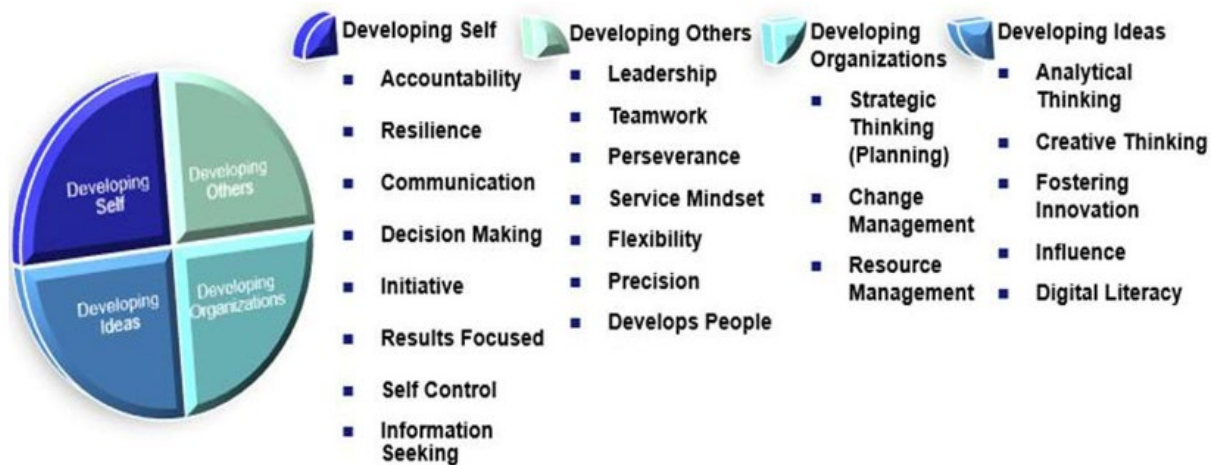 Developing
Self
Developing
Others
Developing
Ideas
Developing
Organizations
Developing Self
Accountability
Resilience
Communication
Decision Making
Initiative
Results Focused
Self Control
Information
Seeking
Developing Others
Leadership
Teamwork
Perseverance
Service Mindset
Flexibility
Precision
Develops People
Developing
Organizations
Strategic
Thinking
(Planning)
Change
Management
Resource
Management
Developing Ideas
Analytical
Thinking
Creative Thinking
Fostering
Innovation
Influence
Digital Literacy